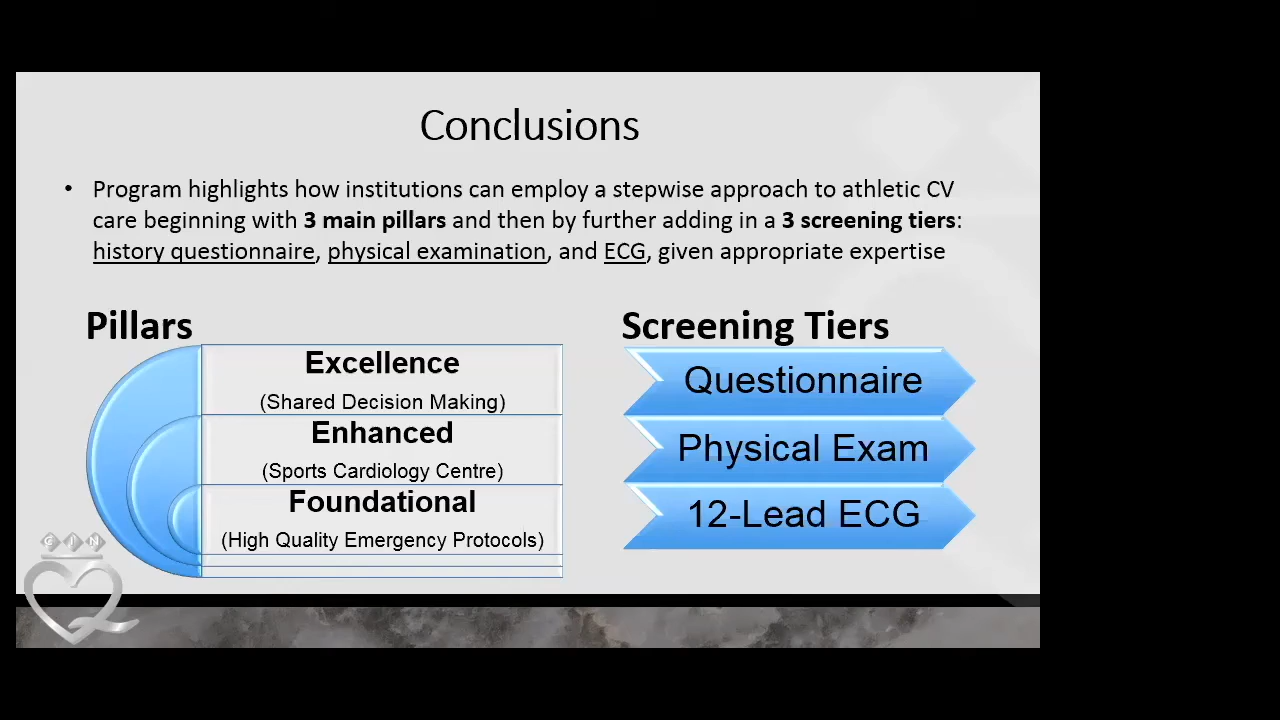 Conclusions
• Program highlights how institutions can employ a stepwise approach to athletic CV
care beginning with 3 main pillars and then by further adding in a 3 screening tiers:
history questionnaire, physical examination, and ECG, given appropriate expertise
Pillars
Excellence
(Shared Decision Making)
Enhanced
(Sports Cardiology Centre)
Foundational
(High Quality Emergency Protocols)
Screening Tiers
Questionnaire
Physical Exam
12-Lead ECG